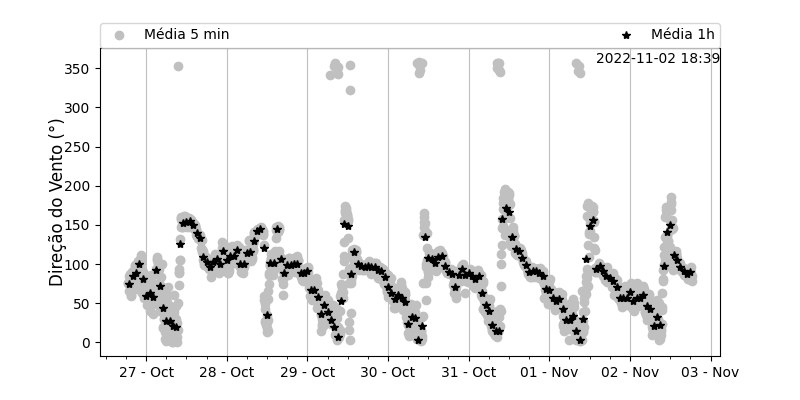 Média 5 min
Média 1h
2022-11-02 18:39
Direção do Vento (°)
350
300
250
200
150
100
50
0
27 - Oct
28 - Oct
29 - Oct
30 - Oct
31 - Oct
01 - Nov
02 - Nov
03 - Nov